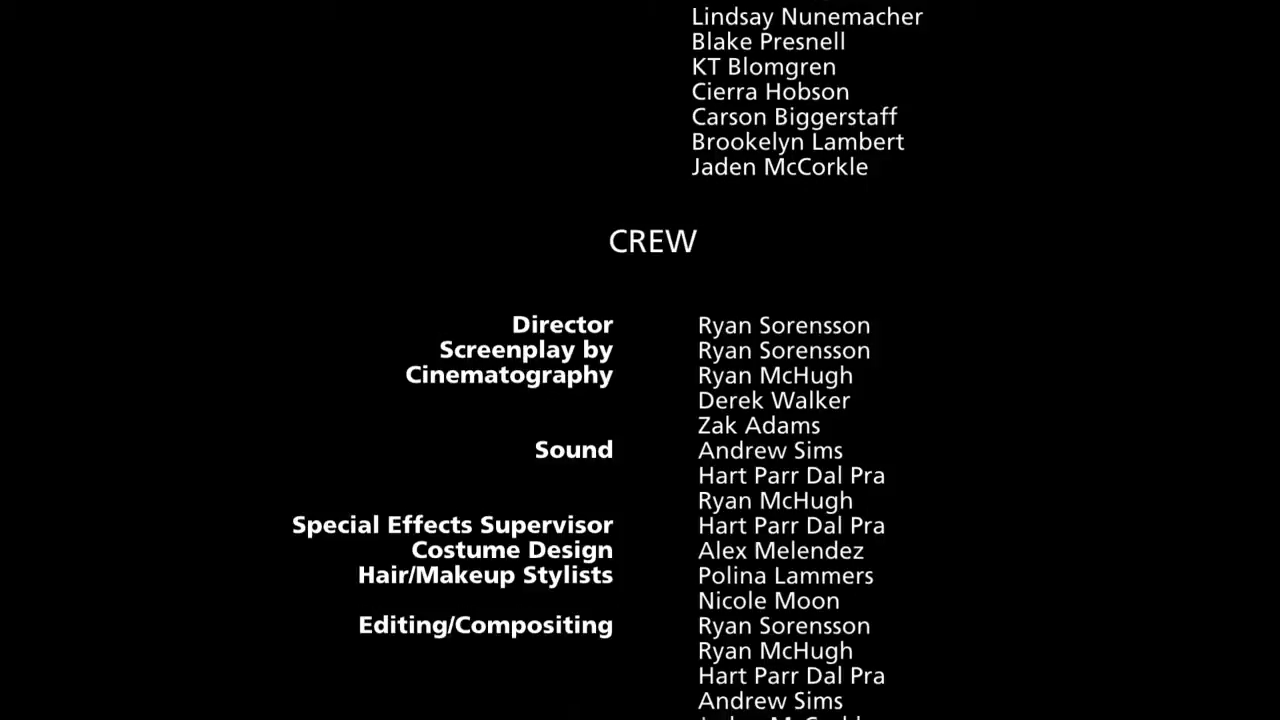 Lindsay Nunemacher
Blake Presnell
KT Blomgren
Cierra Hobson
Carson Biggerstaff
Brookelyn Lambert
Jaden McCorkle
CREW
Director Ryan Sorensson
Screenplay by Ryan Sorensson
Cinematography Ryan McHugh
Derek Walker
Zak Adams
Sound Andrew Sims
Hart Parr Dal Pra
Ryan McHugh
Special Effects Supervisor Hart Parr Dal Pra
Costume Design Alex Melendez
Hair/Makeup Stylists Polina Lammers
Nicole Moon
Editing/Compositing Ryan Sorensson
Ryan McHugh
Hart Parr Dal Pra
Andrew Sims